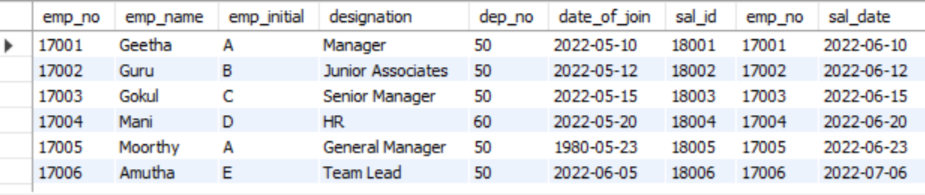 emp_no emp_name emp_initial designation dep_no date_of_join sal_id emp_no sal_date
17001 Geetha A Manager 50 2022-05-10 18001 17001 2022-06-10
17002 Guru B Junior Associates 50 2022-05-12 18002 17002 2022-06-12
17003 Gokul C Senior Manager 50 2022-05-15 18003 17003 2022-06-15
17004 Mani D HR 60 2022-05-20 18004 17004 2022-06-20
17005 Moorthy A General Manager 50 1980-05-23 18005 17005 2022-06-23
17006 Amutha E Team Lead 50 2022-06-05 18006 17006 2022-07-06